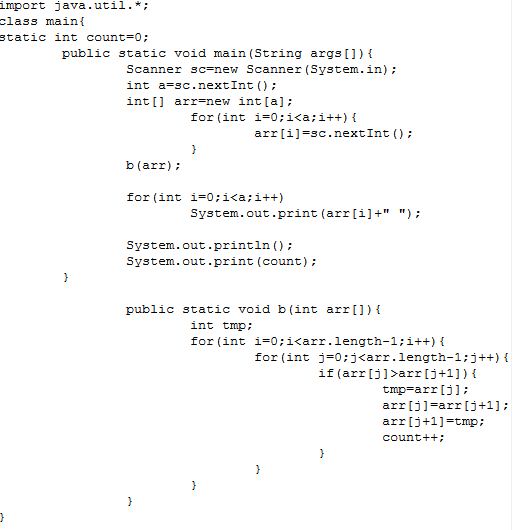 import java.util.*;
class main{
static int count=0;
public static void main(String args[]){
Scanner sc=new Scanner(System.in);
int a=sc.nextInt();
int[] arr=new int[a];
for(int i=0;i<a;i++){
arr[i]=sc.nextInt();
}
b(arr);
for(int i=0;i<a;i++)
System.out.print(arr[i]+" ");
System.out.println();
System.out.print(count);
}
public static void b(int arr[]){
int tmp;
for(int i=0;i<arr.length-1;i++){
for(int j=0;j<arr.length-1;j++){
if(arr[j]>arr[j+1]){
tmp=arr[j];
arr[j]=arr[j+1];
arr[j+1]=tmp;
count++;
}
}
}
}
}